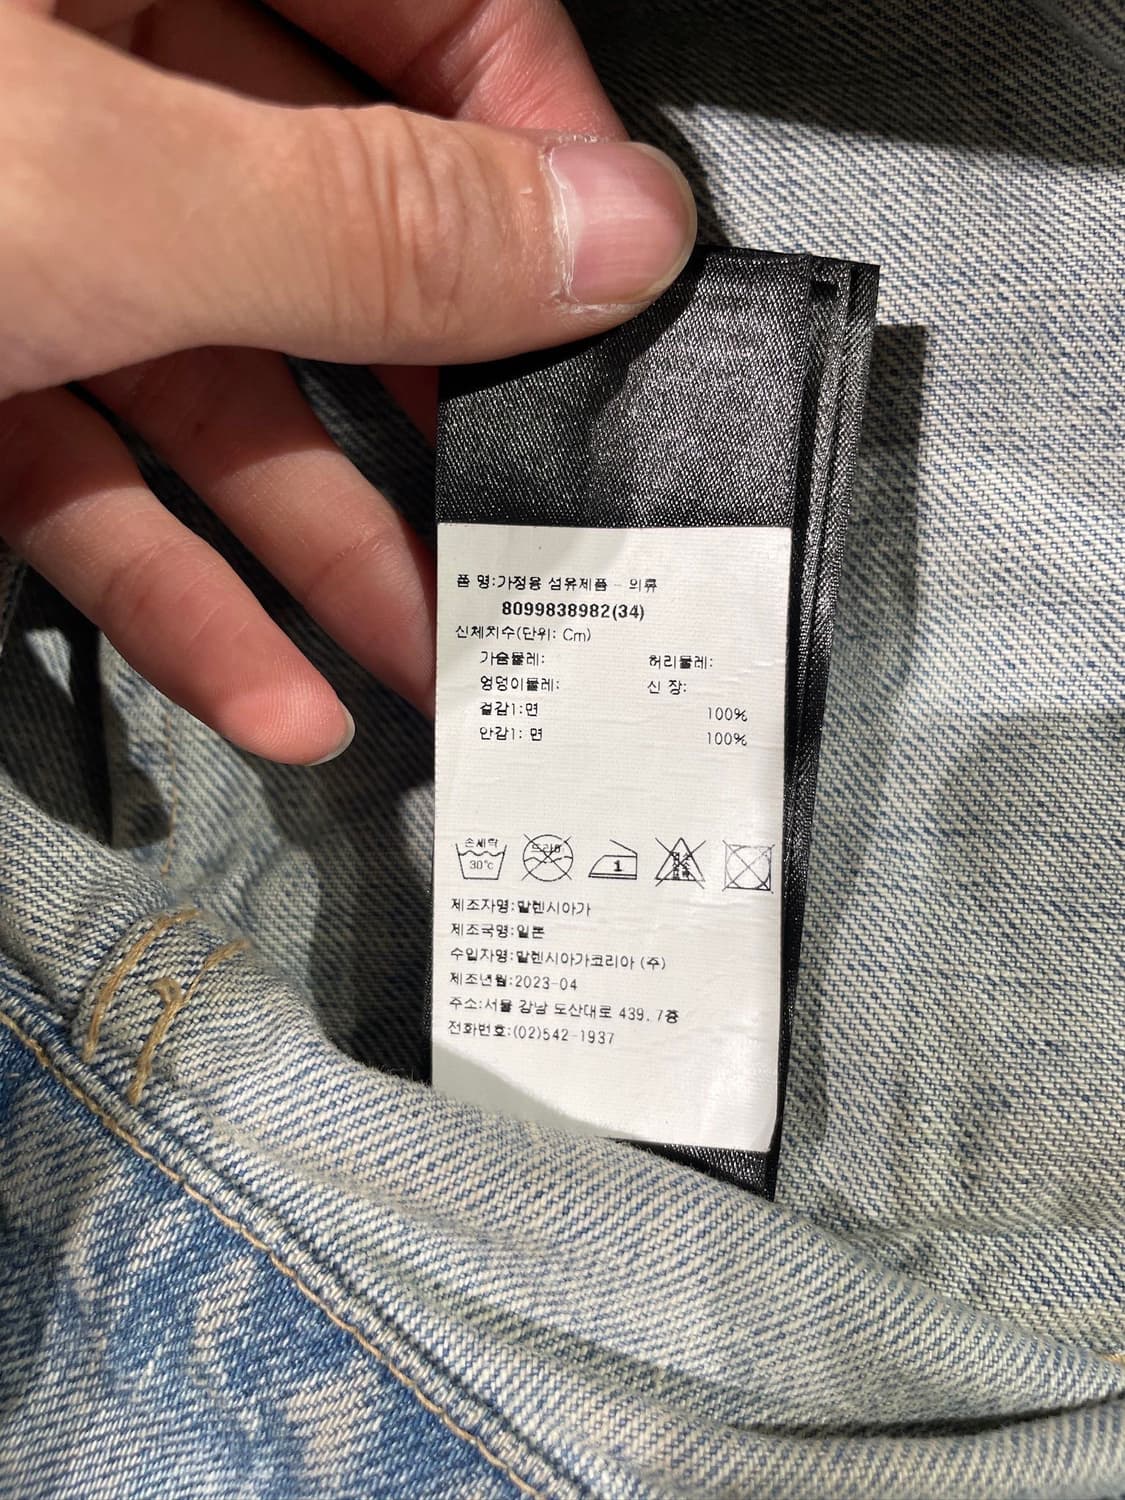 품 명:가정용 섬유제품 - 의류
8099838982(34)
신체치수(단위: Cm)
가슴둘레: 허리둘레:
엉덩이둘레: 신 장:
겉감1:면 100%
안감1: 면 100%
손세탁 30℃ 드라이 1 염소표백
제조자명:발렌시아가
제조국명:일본
수입자명:발렌시아가코리아 (주)
제조년월:2023-04
주소:서울 강남 도산대로 439, 7층
전화번호:(02)542-1937